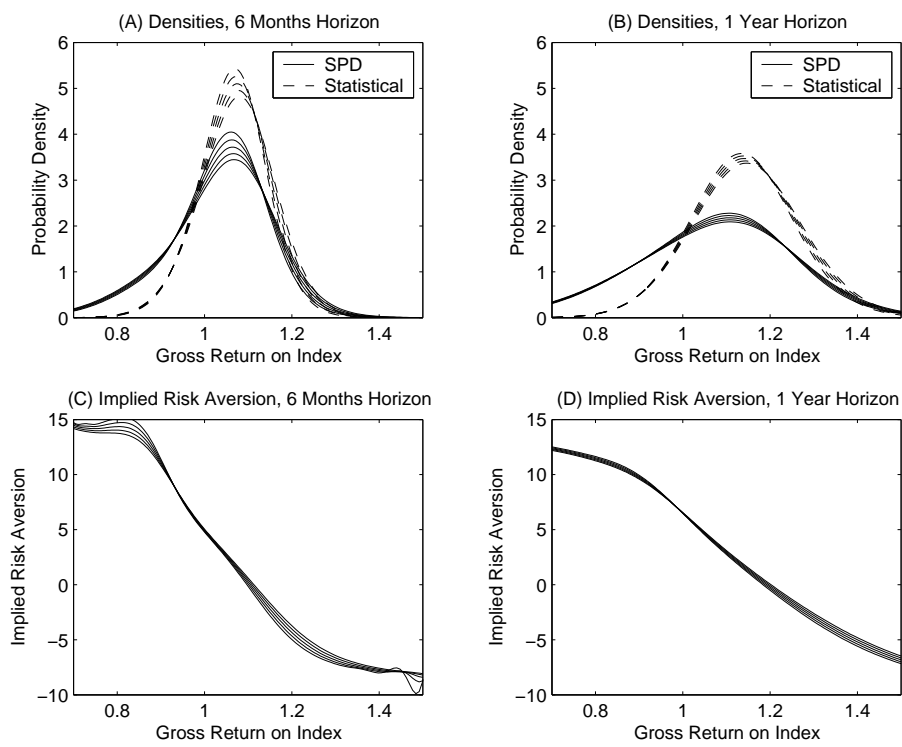 (A) Densities, 6 Months Horizon
6
5
4
3
2
1
0
Probability Density
SPD
Statistical
0.8
1
1.2
1.4
Gross Return on Index
(B) Densities, 1 Year Horizon
6
5
4
3
2
1
0
Probability Density
SPD
Statistical
0.8
1
1.2
1.4
Gross Return on Index
(C) Implied Risk Aversion, 6 Months Horizon
15
10
5
0
−5
−10
Implied Risk Aversion
0.8
1
1.2
1.4
Gross Return on Index
(D) Implied Risk Aversion, 1 Year Horizon
15
10
5
0
−5
−10
Implied Risk Aversion
0.8
1
1.2
1.4
Gross Return on Index